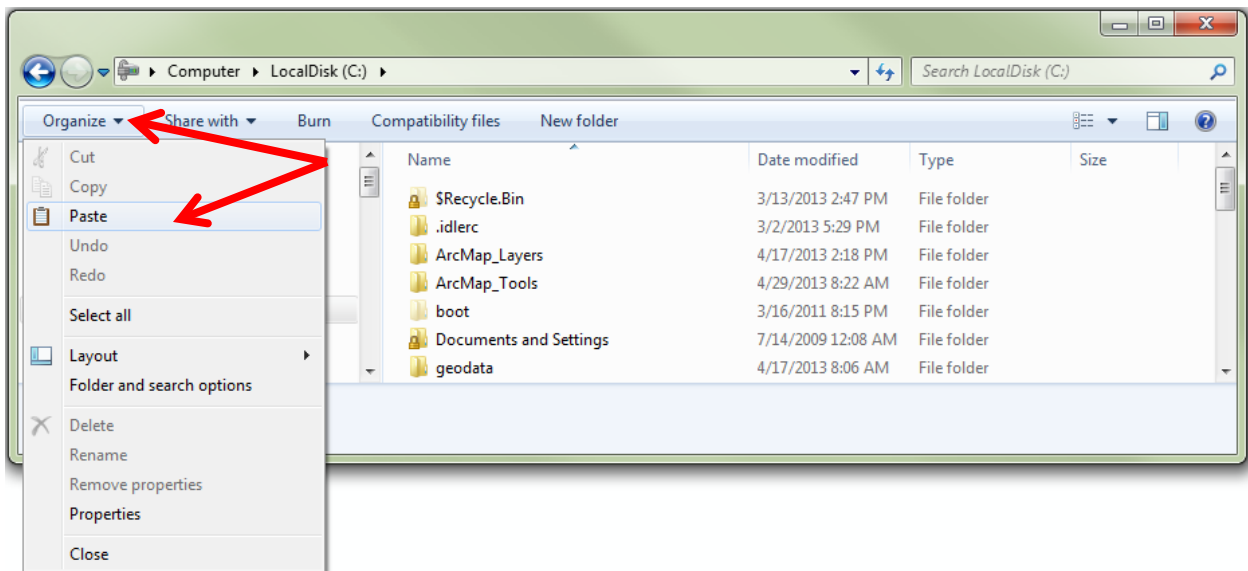 Computer LocalDisk (C:) Search LocalDisk (C:)
Organize Share with Burn Compatibility files New folder
Cut
Copy
Paste
Undo
Redo
Select all
Layout
Folder and search options
Delete
Rename
Remove properties
Properties
Close
Name Date modified Type Size
$Recycle.Bin 3/13/2013 2:47 PM File folder
.idlerc 3/2/2013 5:29 PM File folder
ArcMap_Layers 4/17/2013 2:18 PM File folder
ArcMap_Tools 4/29/2013 8:22 AM File folder
boot 3/16/2011 8:15 PM File folder
Documents and Settings 7/14/2009 12:08 AM File folder
geodata 4/17/2013 8:06 AM File folder